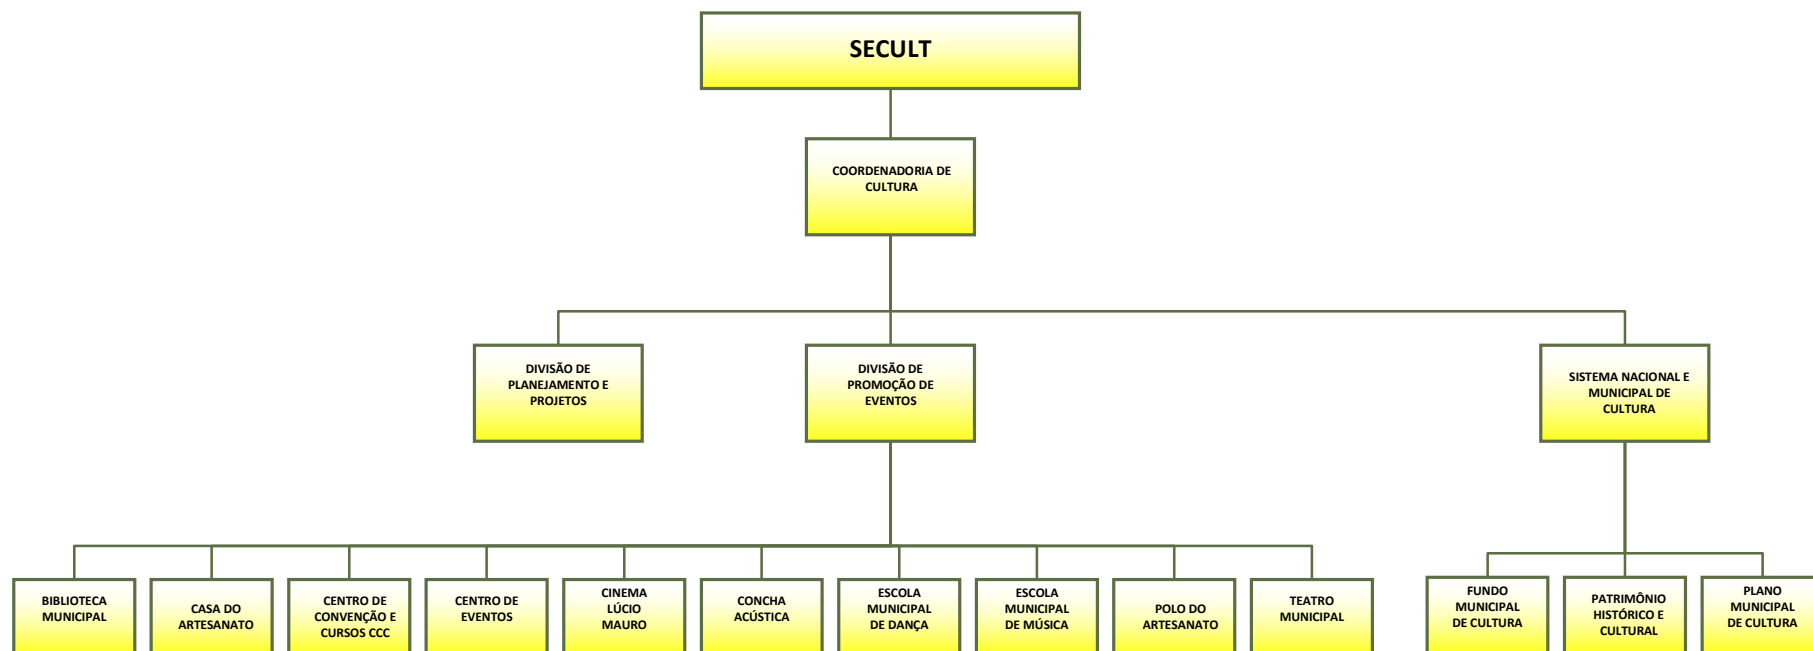 SECULT
COORDENADORIA DE
CULTURA
DIVISÃO DE
PLANEJAMENTO E
PROJETOS
DIVISÃO DE
PROMOÇÃO DE
EVENTOS
SISTEMA NACIONAL E
MUNICIPAL DE
CULTURA
BIBLIOTECA
MUNICIPAL
CASA DO
ARTESANATO
CENTRO DE
CONVENÇÃO E
CURSOS CCC
CENTRO DE
EVENTOS
CINEMA
LÚCIO
MAURO
CONCHA
ACÚSTICA
ESCOLA
MUNICIPAL
DE DANÇA
ESCOLA
MUNICIPAL
DE MÚSICA
POLO DO
ARTESANATO
TEATRO
MUNICIPAL
FUNDO
MUNICIPAL
DE CULTURA
PATRIMÔNIO
HISTÓRICO E
CULTURAL
PLANO
MUNICIPAL
DE CULTURA